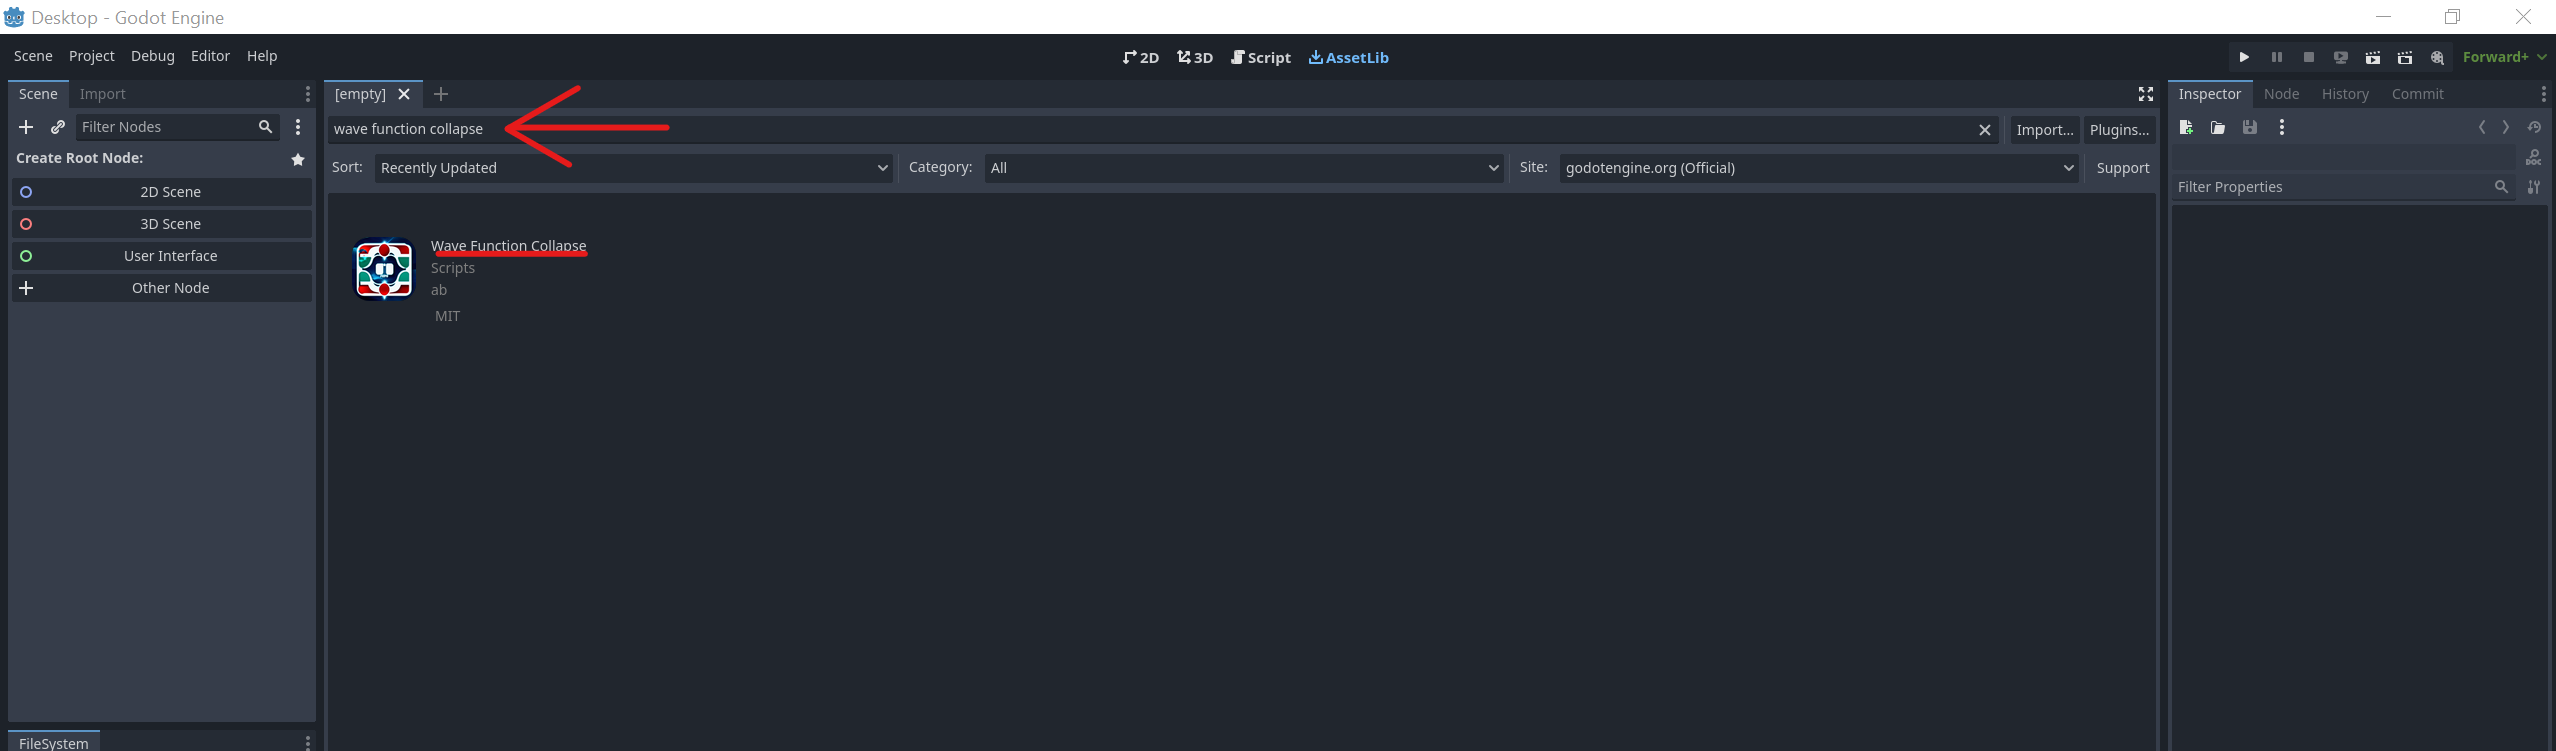 Desktop - Godot Engine
Scene Project Debug Editor Help
2D 3D Script AssetLib
Forward+
Scene Import
[empty]
Inspector Node History Commit
Filter Nodes
wave function collapse
Import... Plugins...
Create Root Node:
Sort: Recently Updated Category: All Site: godotengine.org (Official) Support
DOC
Filter Properties
2D Scene
3D Scene
User Interface
Other Node
Wave Function Collapse
Scripts
ab
MIT
FileSystem